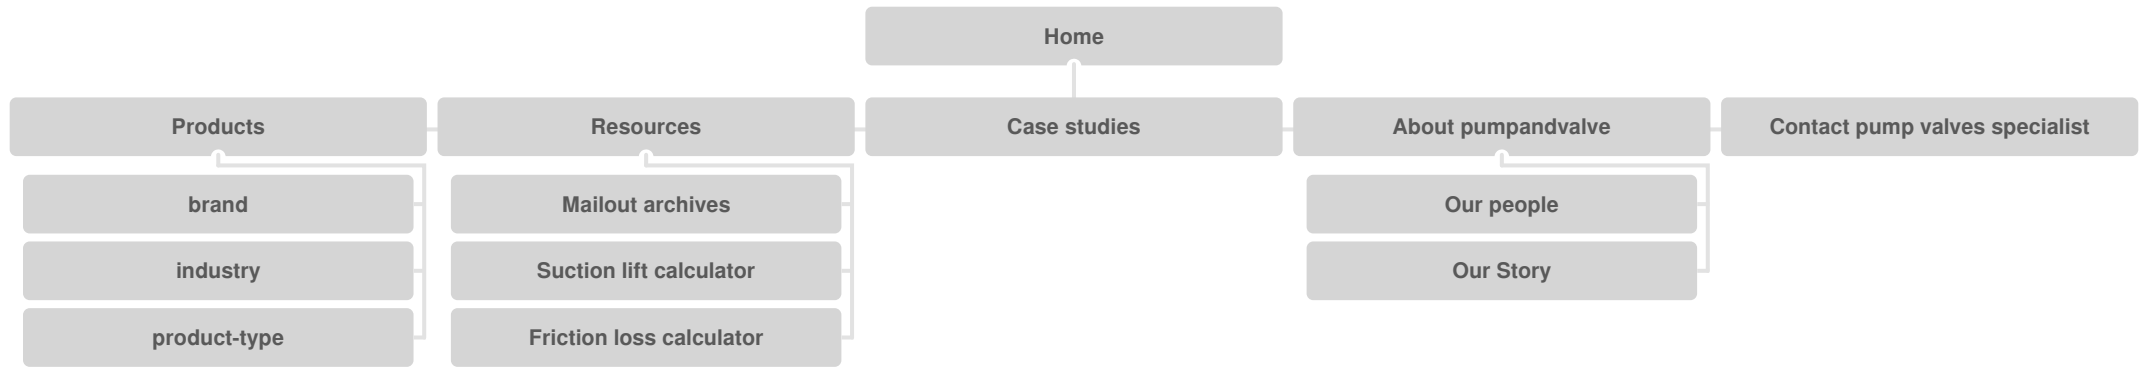 Home
Products
Resources
Case studies
About pumpandvalve
Contact pump valves specialist
brand
Mailout archives
Our people
industry
Suction lift calculator
Our Story
product-type
Friction loss calculator